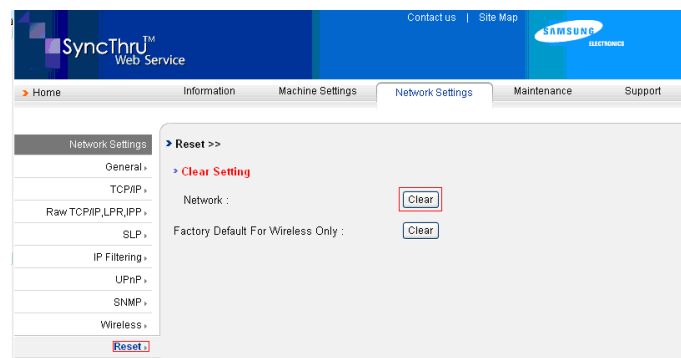 Contact us | Site Map
SAMSUNG
ELECTRONICS
SyncThru™
Web Service
Home
Information
Machine Settings
Network Settings
Maintenance
Support
Network Settings
General
TCP/IP
Raw TCP/IP,LPR,IPP
SLP
IP Filtering
UPnP
SNMP
Wireless
Reset
Reset >>
Clear Setting
Network : Clear
Factory Default For Wireless Only : Clear